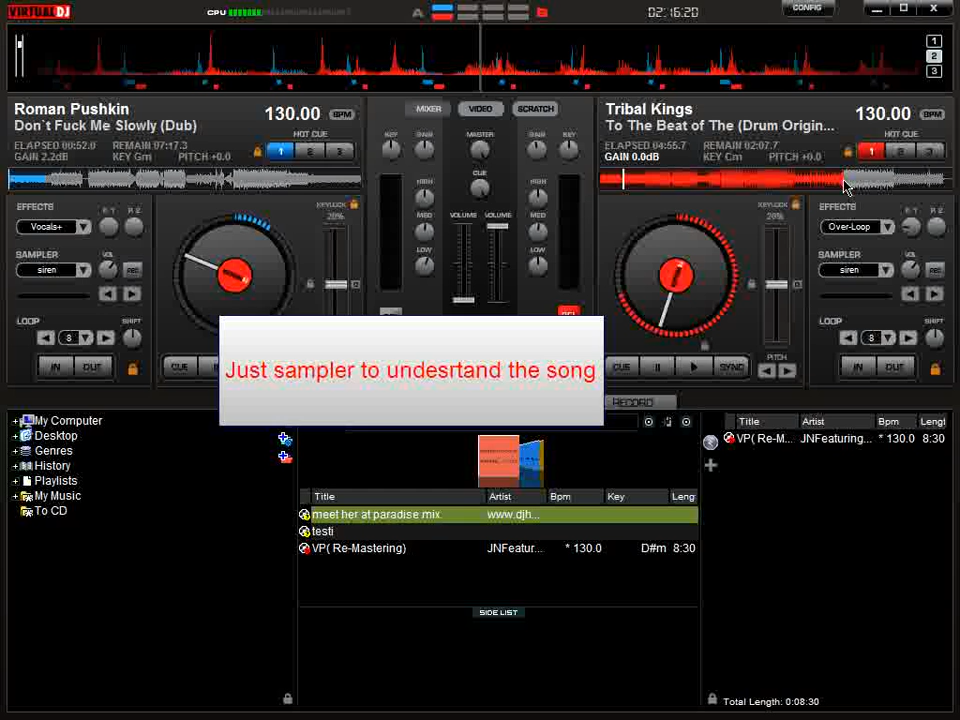 VIRTUAL DJ
CPU
A
B
02:16:20
CONFIG
1
2
3
Roman Pushkin
130.00 BPM
Don`t Fuck Me Slowly (Dub)
HOT CUE
ELAPSED 00:52.0 REMAIN 07:17.3
1 2 3
GAIN 2.2dB KEY Gm PITCH +0.0
MIXER VIDEO SCRATCH
KEY GAIN MASTER GAIN KEY
CUE
HIGH HIGH
MED VOLUME VOLUME MED
LOW LOW
Tribal Kings
130.00 BPM
To The Beat of The (Drum Origin...
HOT CUE
ELAPSED 04:55.7 REMAIN 02:07.7
1 2 3
GAIN 0.0dB KEY Cm PITCH +0.0
EFFECTS
Vocals+
SAMPLER VOL
siren REC
LOOP SHIFT
8
IN OUT
KEYLOCK
20%
CUE
KEYLOCK
20%
EFFECTS
Over-Loop
SAMPLER VOL
siren REC
LOOP SHIFT
8
IN OUT
CUE SYNC
PITCH
Just sampler to undesrtand the song
RECORD
My Computer
Desktop
Genres
History
Playlists
My Music
To CD
Title Artist Bpm Key Leng
meet her at paradise mix. www.djh...
testi
VP( Re-Mastering) JNFeatur... * 130.0 D#m 8:30
SIDE LIST
Title Artist Bpm Lengt
VP( Re-M... JNFeaturing... * 130.0 8:30
Total Length: 0:08:30